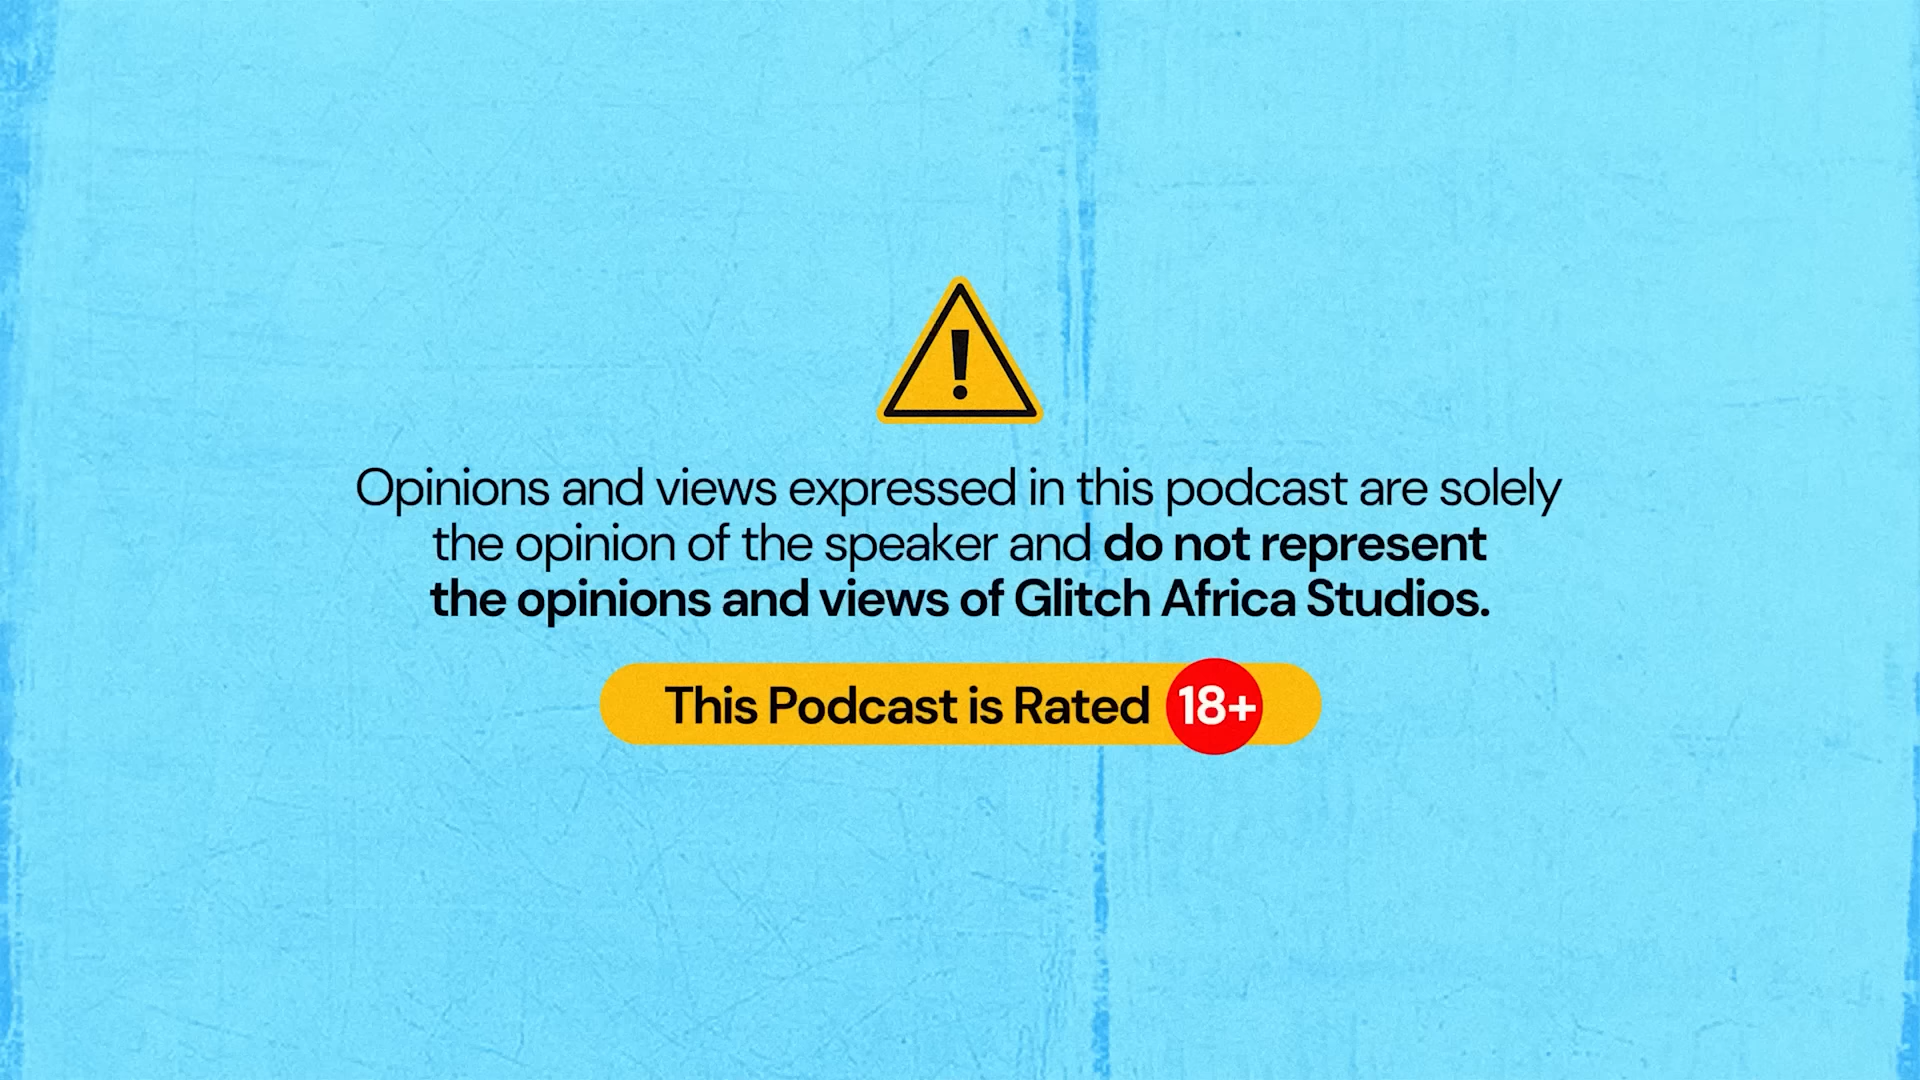 Opinions and views expressed in this podcast are solely
the opinion of the speaker and do not represent
the opinions and views of Glitch Africa Studios.
This Podcast is Rated 18+